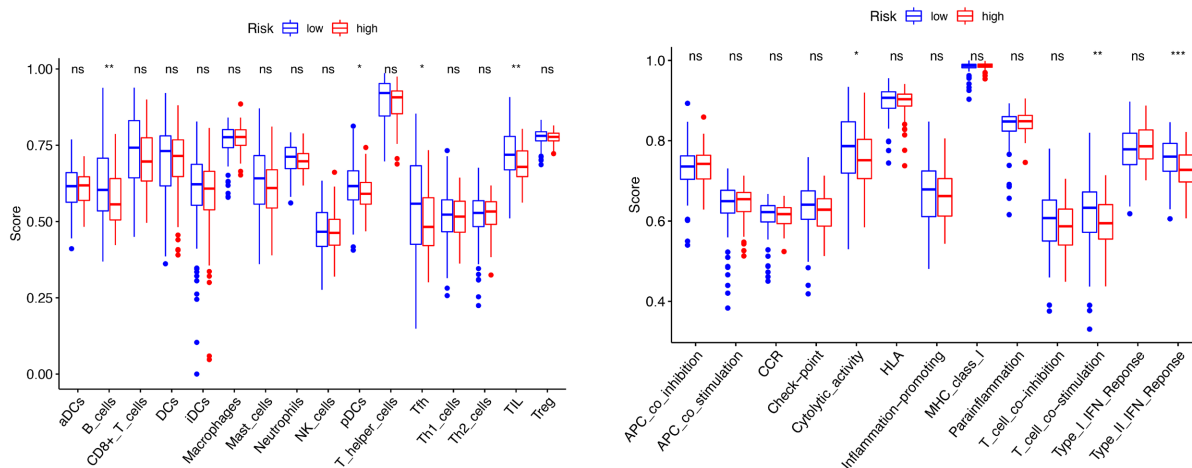 Risk low high
ns ** ns ns ns ns ns ns ns * ns * ns ns ** ns
1.00
0.75
0.50
0.25
0.00
Score
aDCs
B_cells
CD8+_T_cells
DCs
iDCs
Macrophages
Mast_cells
Neutrophils
NK_cells
pDCs
T_helper_cells
Tfh
Th1_cells
Th2_cells
TIL
Treg
Risk low high
ns ns ns ns * ns ns ns ns ns ** ns ***
1.0
0.8
0.6
0.4
Score
APC_co_inhibition
APC_co_stimulation
CCR
Check-point
Cytolytic_activity
HLA
Inflammation-promoting
MHC_class_I
Parainflammation
T_cell_co-inhibition
T_cell_co-stimulation
Type_I_IFN_Reponse
Type_II_IFN_Reponse